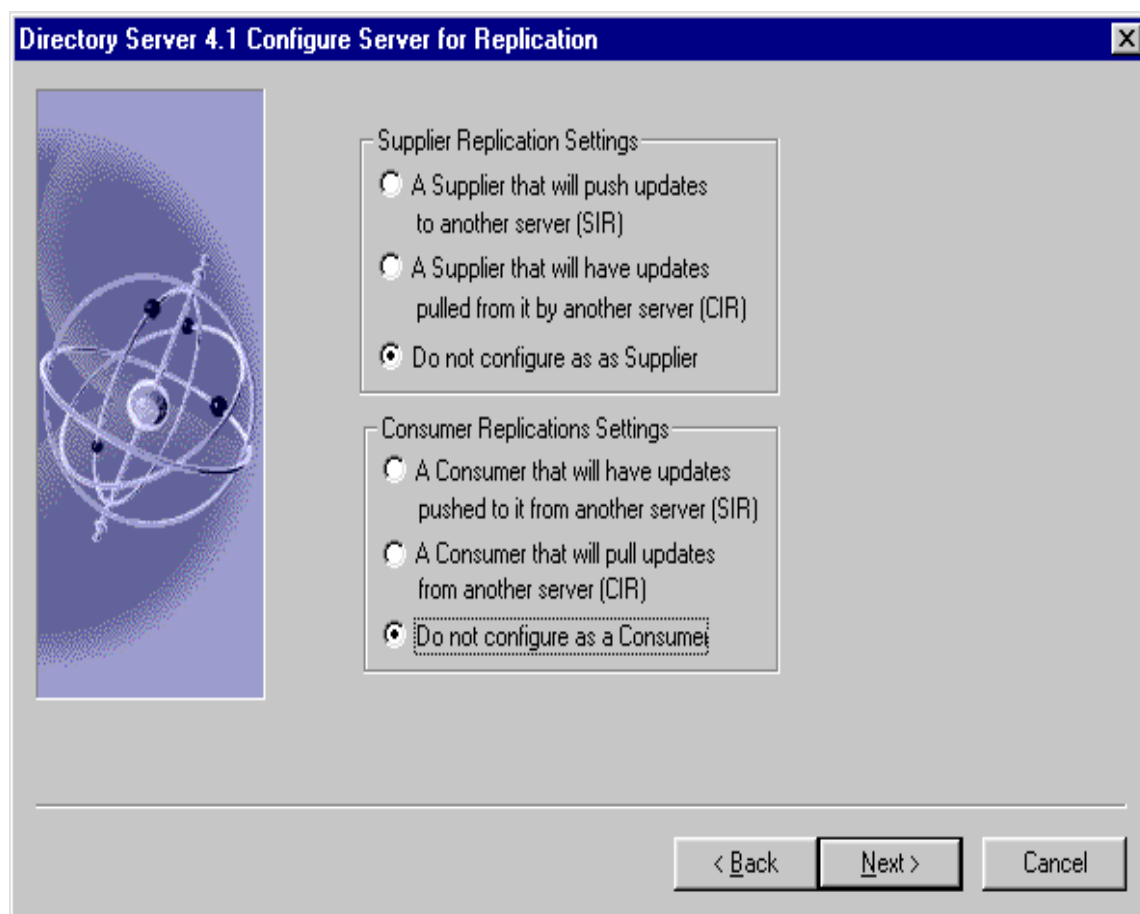 Directory Server 4.1 Configure Server for Replication
Supplier Replication Settings
A Supplier that will push updates
to another server (SIR)
A Supplier that will have updates
pulled from it by another server (CIR)
Do not configure as as Supplier
Consumer Replications Settings
A Consumer that will have updates
pushed to it from another server (SIR)
A Consumer that will pull updates
from another server (CIR)
Do not configure as a Consumer
< Back
Next >
Cancel